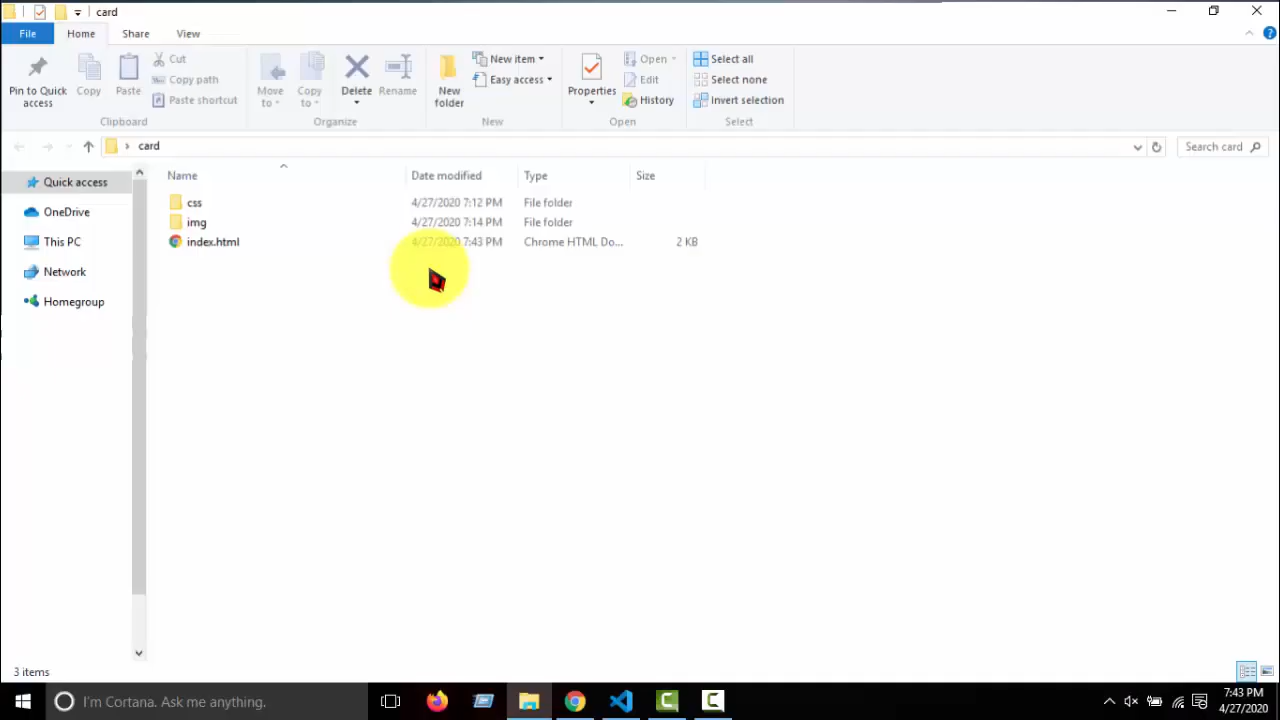 card
File Home Share View
Pin to Quick access
Copy
Paste
Cut
Copy path
Paste shortcut
Clipboard
Move to
Copy to
Delete
Rename
Organize
New folder
New item
Easy access
New
Properties
Open
Edit
History
Open
Select all
Select none
Invert selection
Select
card
Search card
Name Date modified Type Size
Quick access
OneDrive
This PC
Network
Homegroup
css 4/27/2020 7:12 PM File folder
img 4/27/2020 7:14 PM File folder
index.html 4/27/2020 7:43 PM Chrome HTML Do... 2 KB
3 items
I'm Cortana. Ask me anything.
7:43 PM
4/27/2020